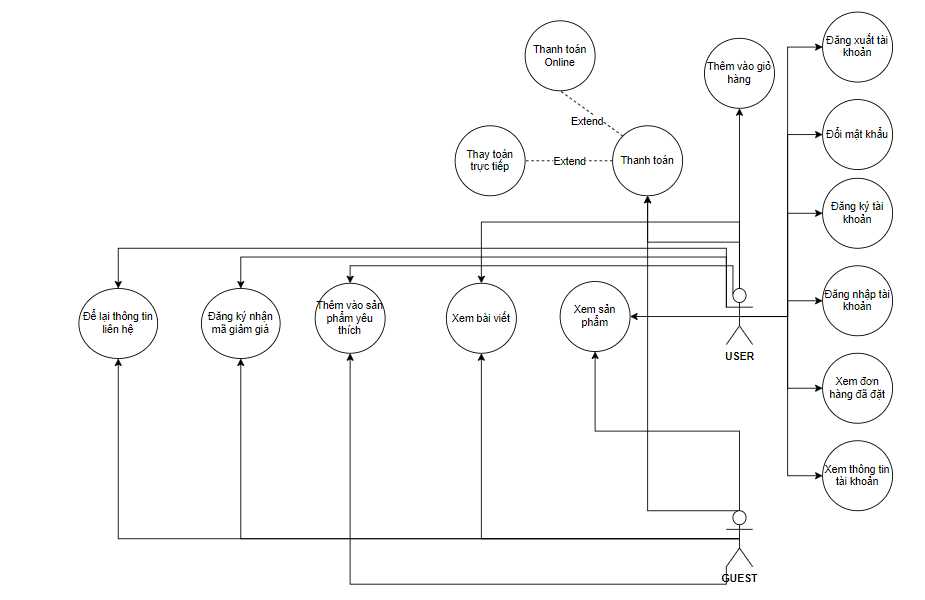 Đăng xuất tài
khoản
Thanh toán
Online
Thêm vào giỏ
hàng
Extend
Đổi mật khẩu
Thay toán
trực tiếp
Extend
Thanh toán
Đăng ký tài
khoản
Đăng nhập tài
khoản
Để lại thông tin
liên hệ
Đăng ký nhận
mã giảm giá
Thêm vào sản
phẩm yêu
thích
Xem bài viết
Xem sản
phẩm
USER
Xem đơn
hàng đã đặt
Xem thông tin
tài khoản
GUEST